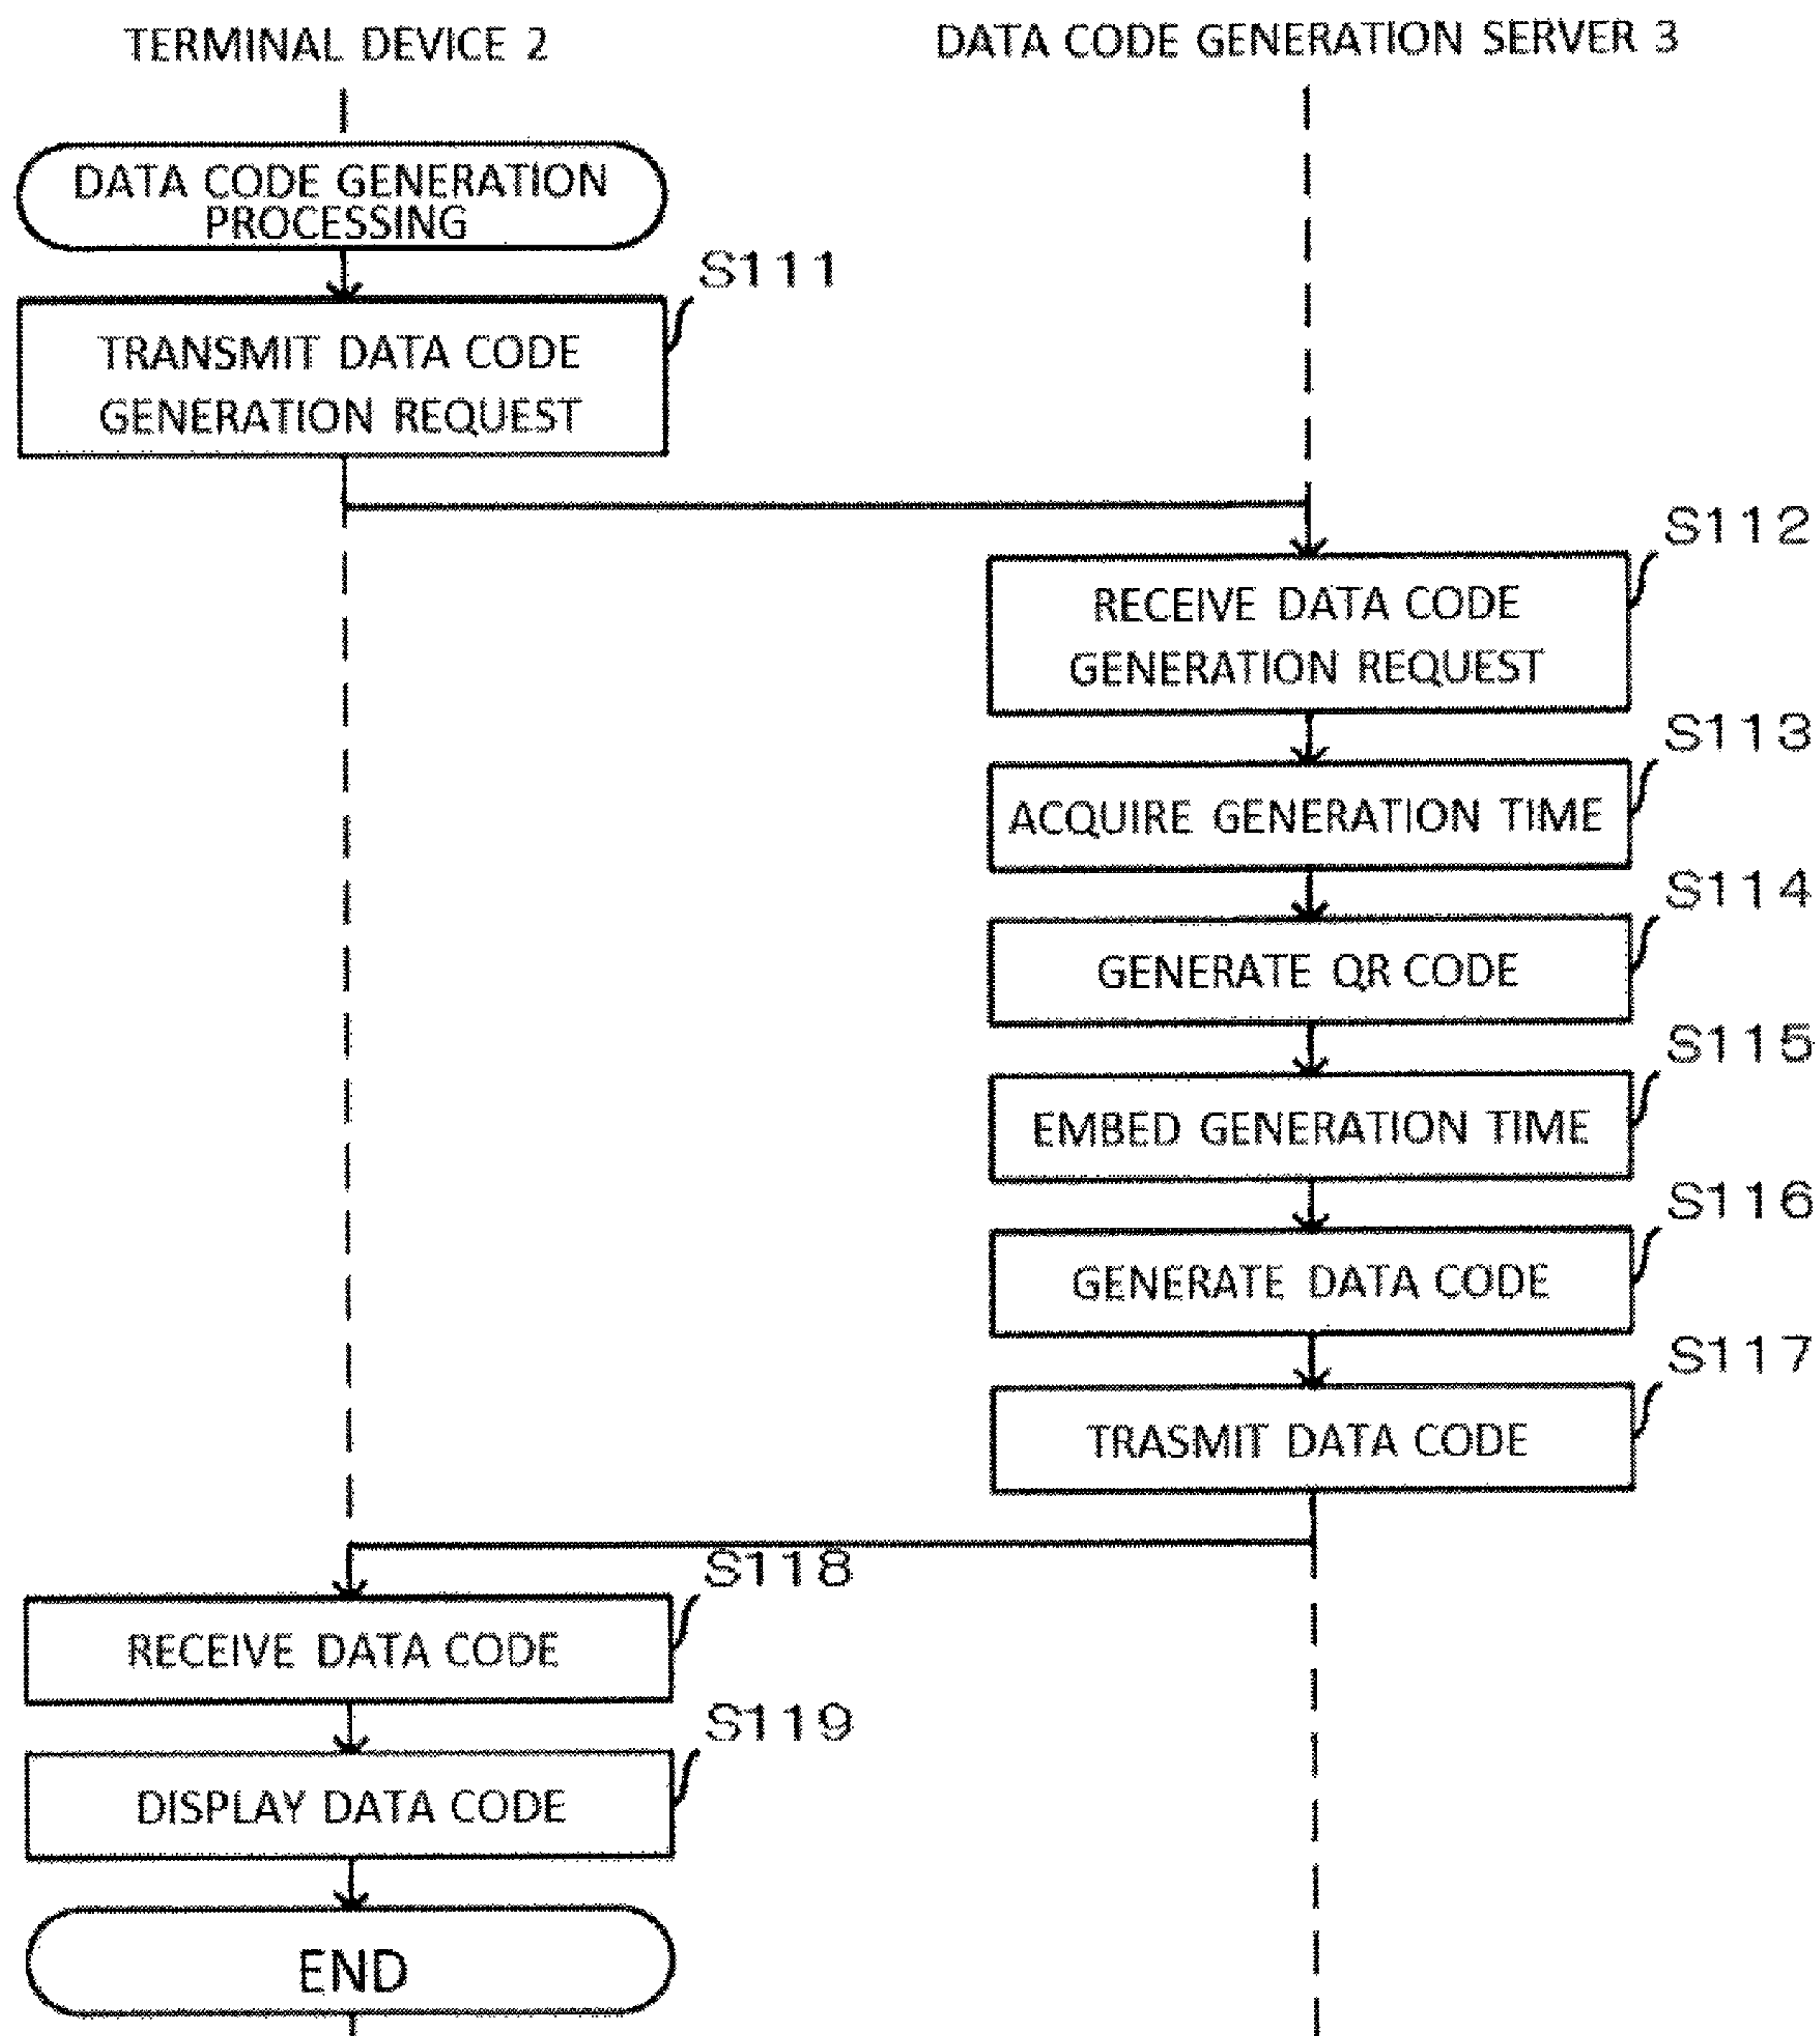 TERMINAL DEVICE 2
DATA CODE GENERATION SERVER 3
DATA CODE GENERATION
PROCESSING
S111
TRANSMIT DATA CODE
GENERATION REQUEST
S112
RECEIVE DATA CODE
GENERATION REQUEST
S113
ACQUIRE GENERATION TIME
S114
GENERATE QR CODE
S115
EMBED GENERATION TIME
S116
GENERATE DATA CODE
S117
TRASMIT DATA CODE
S118
RECEIVE DATA CODE
S119
DISPLAY DATA CODE
END